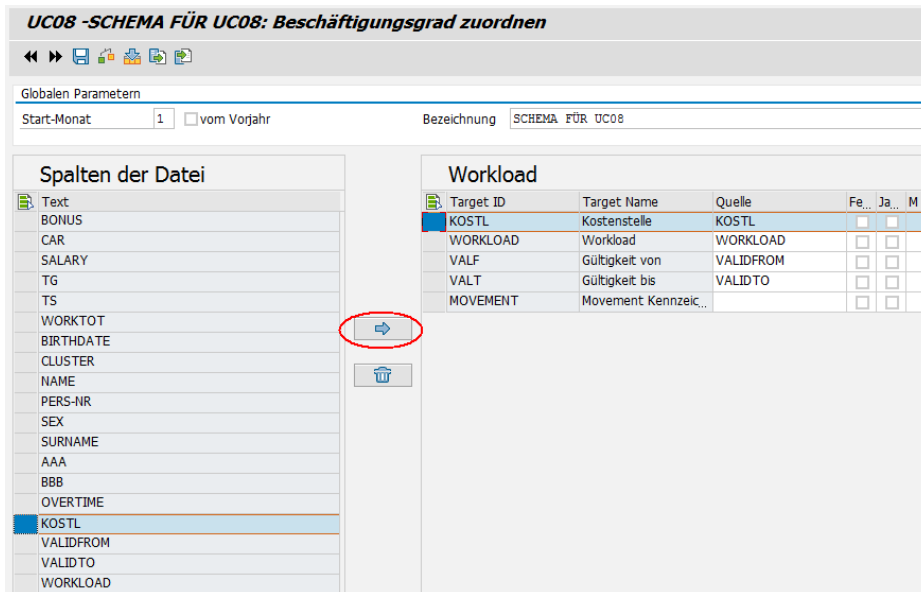 UC08 -SCHEMA FÜR UC08: Beschäftigungsgrad zuordnen
Globalen Parametern
Start-Monat 1 vom Vorjahr Bezeichnung SCHEMA FÜR UC08
Spalten der Datei
Text
BONUS
CAR
SALARY
TG
TS
WORKTOT
BIRTHDATE
CLUSTER
NAME
PERS-NR
SEX
SURNAME
AAA
BBB
OVERTIME
KOSTL
VALIDFROM
VALIDTO
WORKLOAD
Workload
Target ID Target Name Quelle Fe... Ja... M
KOSTL Kostenstelle KOSTL
WORKLOAD Workload WORKLOAD
VALF Gültigkeit von VALIDFROM
VALT Gültigkeit bis VALIDTO
MOVEMENT Movement Kennzeic...